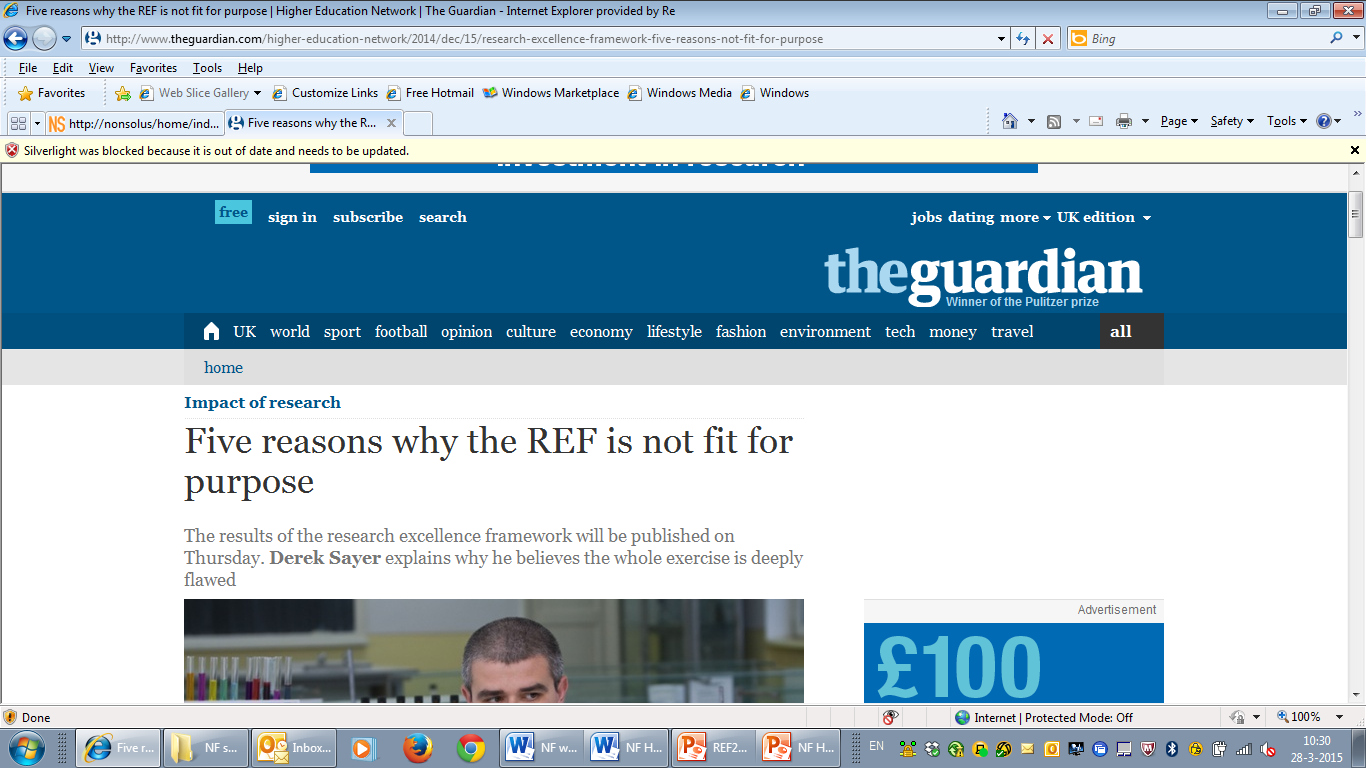 Five reasons why the REF is not fit for purpose | Higher Education Network | The Guardian - Internet Explorer provided by Re
http://www.theguardian.com/higher-education-network/2014/dec/15/research-excellence-framework-five-reasons-not-fit-for-purpose
Bing
File Edit View Favorites Tools Help
Favorites Web Slice Gallery Customize Links Free Hotmail Windows Marketplace Windows Media Windows
NS http://nonsolus/home/ind... Five reasons why the R... Page Safety Tools
Silverlight was blocked because it is out of date and needs to be updated.
free sign in subscribe search jobs dating more UK edition
theguardian
Winner of the Pulitzer prize
UK world sport football opinion culture economy lifestyle fashion environment tech money travel all
home
Impact of research
Five reasons why the REF is not fit for
purpose
The results of the research excellence framework will be published on
Thursday. Derek Sayer explains why he believes the whole exercise is deeply
flawed
Advertisement
£100
Done Internet | Protected Mode: Off 100%
Five r... NF s... Inbox... NF w... NF H... REF2... NF H... EN 10:30
28-3-2015